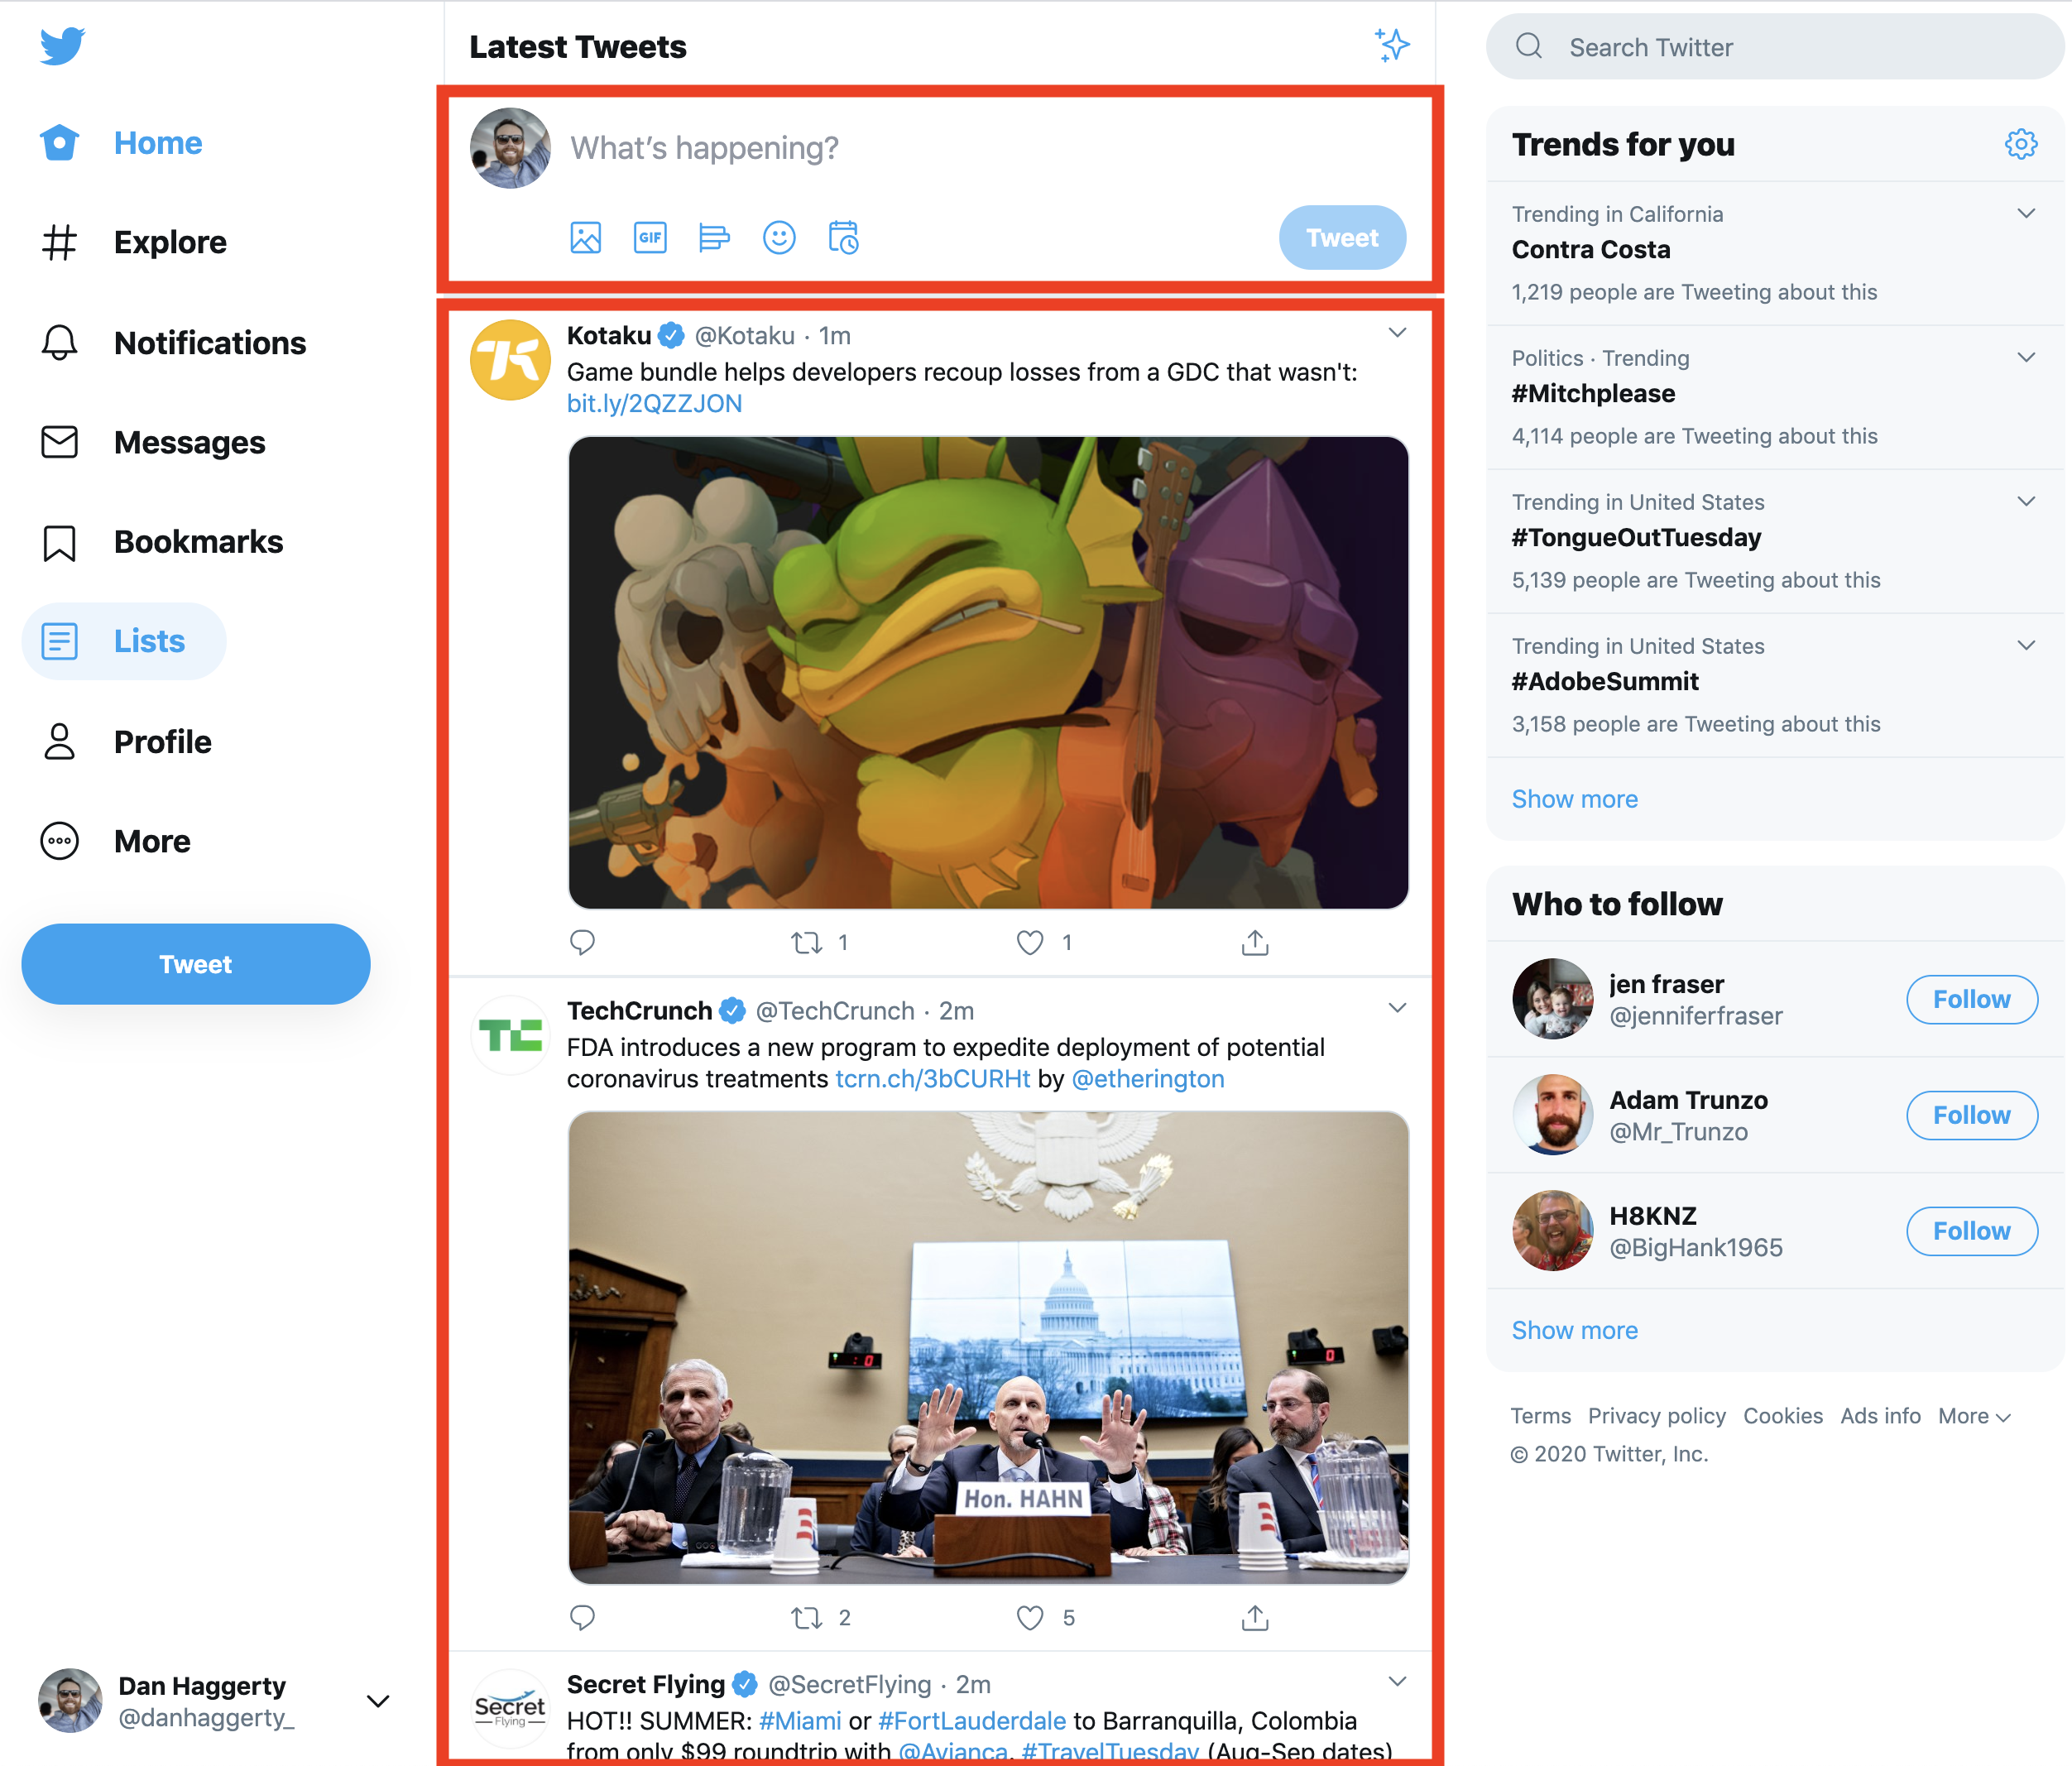 Home
Explore
Notifications
Messages
Bookmarks
Lists
Profile
More
Tweet
Dan Haggerty
@danhaggerty_
Latest Tweets
What's happening?
GIF
Tweet
Kotaku @Kotaku · 1m
Game bundle helps developers recoup losses from a GDC that wasn't:
bit.ly/2QZZJON
1 1
TC
TechCrunch @TechCrunch · 2m
FDA introduces a new program to expedite deployment of potential
coronavirus treatments tcrn.ch/3bCURHt by @etherington
Hon. HAHN
2 5
Secret
Flying
Secret Flying @SecretFlying · 2m
HOT!! SUMMER: #Miami or #FortLauderdale to Barranquilla, Colombia
from only $99 roundtrip with @Avianca. #TravelTuesday (Aug-Sep dates)
Search Twitter
Trends for you
Trending in California
Contra Costa
1,219 people are Tweeting about this
Politics · Trending
#Mitchplease
4,114 people are Tweeting about this
Trending in United States
#TongueOutTuesday
5,139 people are Tweeting about this
Trending in United States
#AdobeSummit
3,158 people are Tweeting about this
Show more
Who to follow
jen fraser
@jenniferfraser
Follow
Adam Trunzo
@Mr_Trunzo
Follow
H8KNZ
@BigHank1965
Follow
Show more
Terms Privacy policy Cookies Ads info More
© 2020 Twitter, Inc.